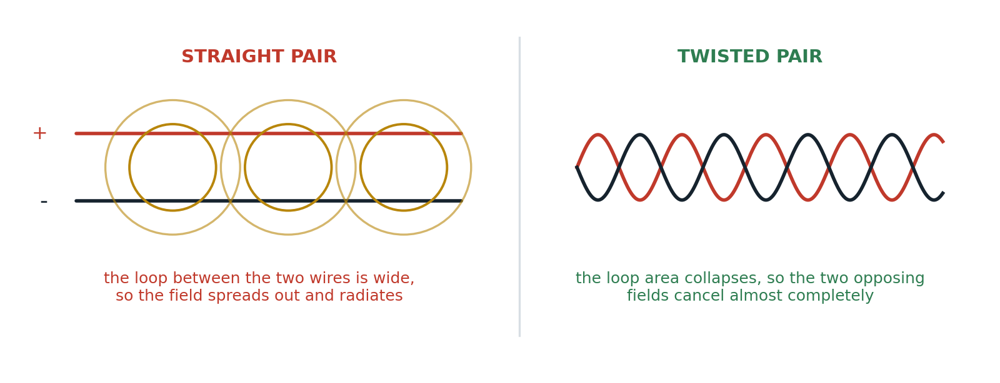 STRAIGHT PAIR
+
-
the loop between the two wires is wide,
so the field spreads out and radiates
TWISTED PAIR
the loop area collapses, so the two opposing
fields cancel almost completely